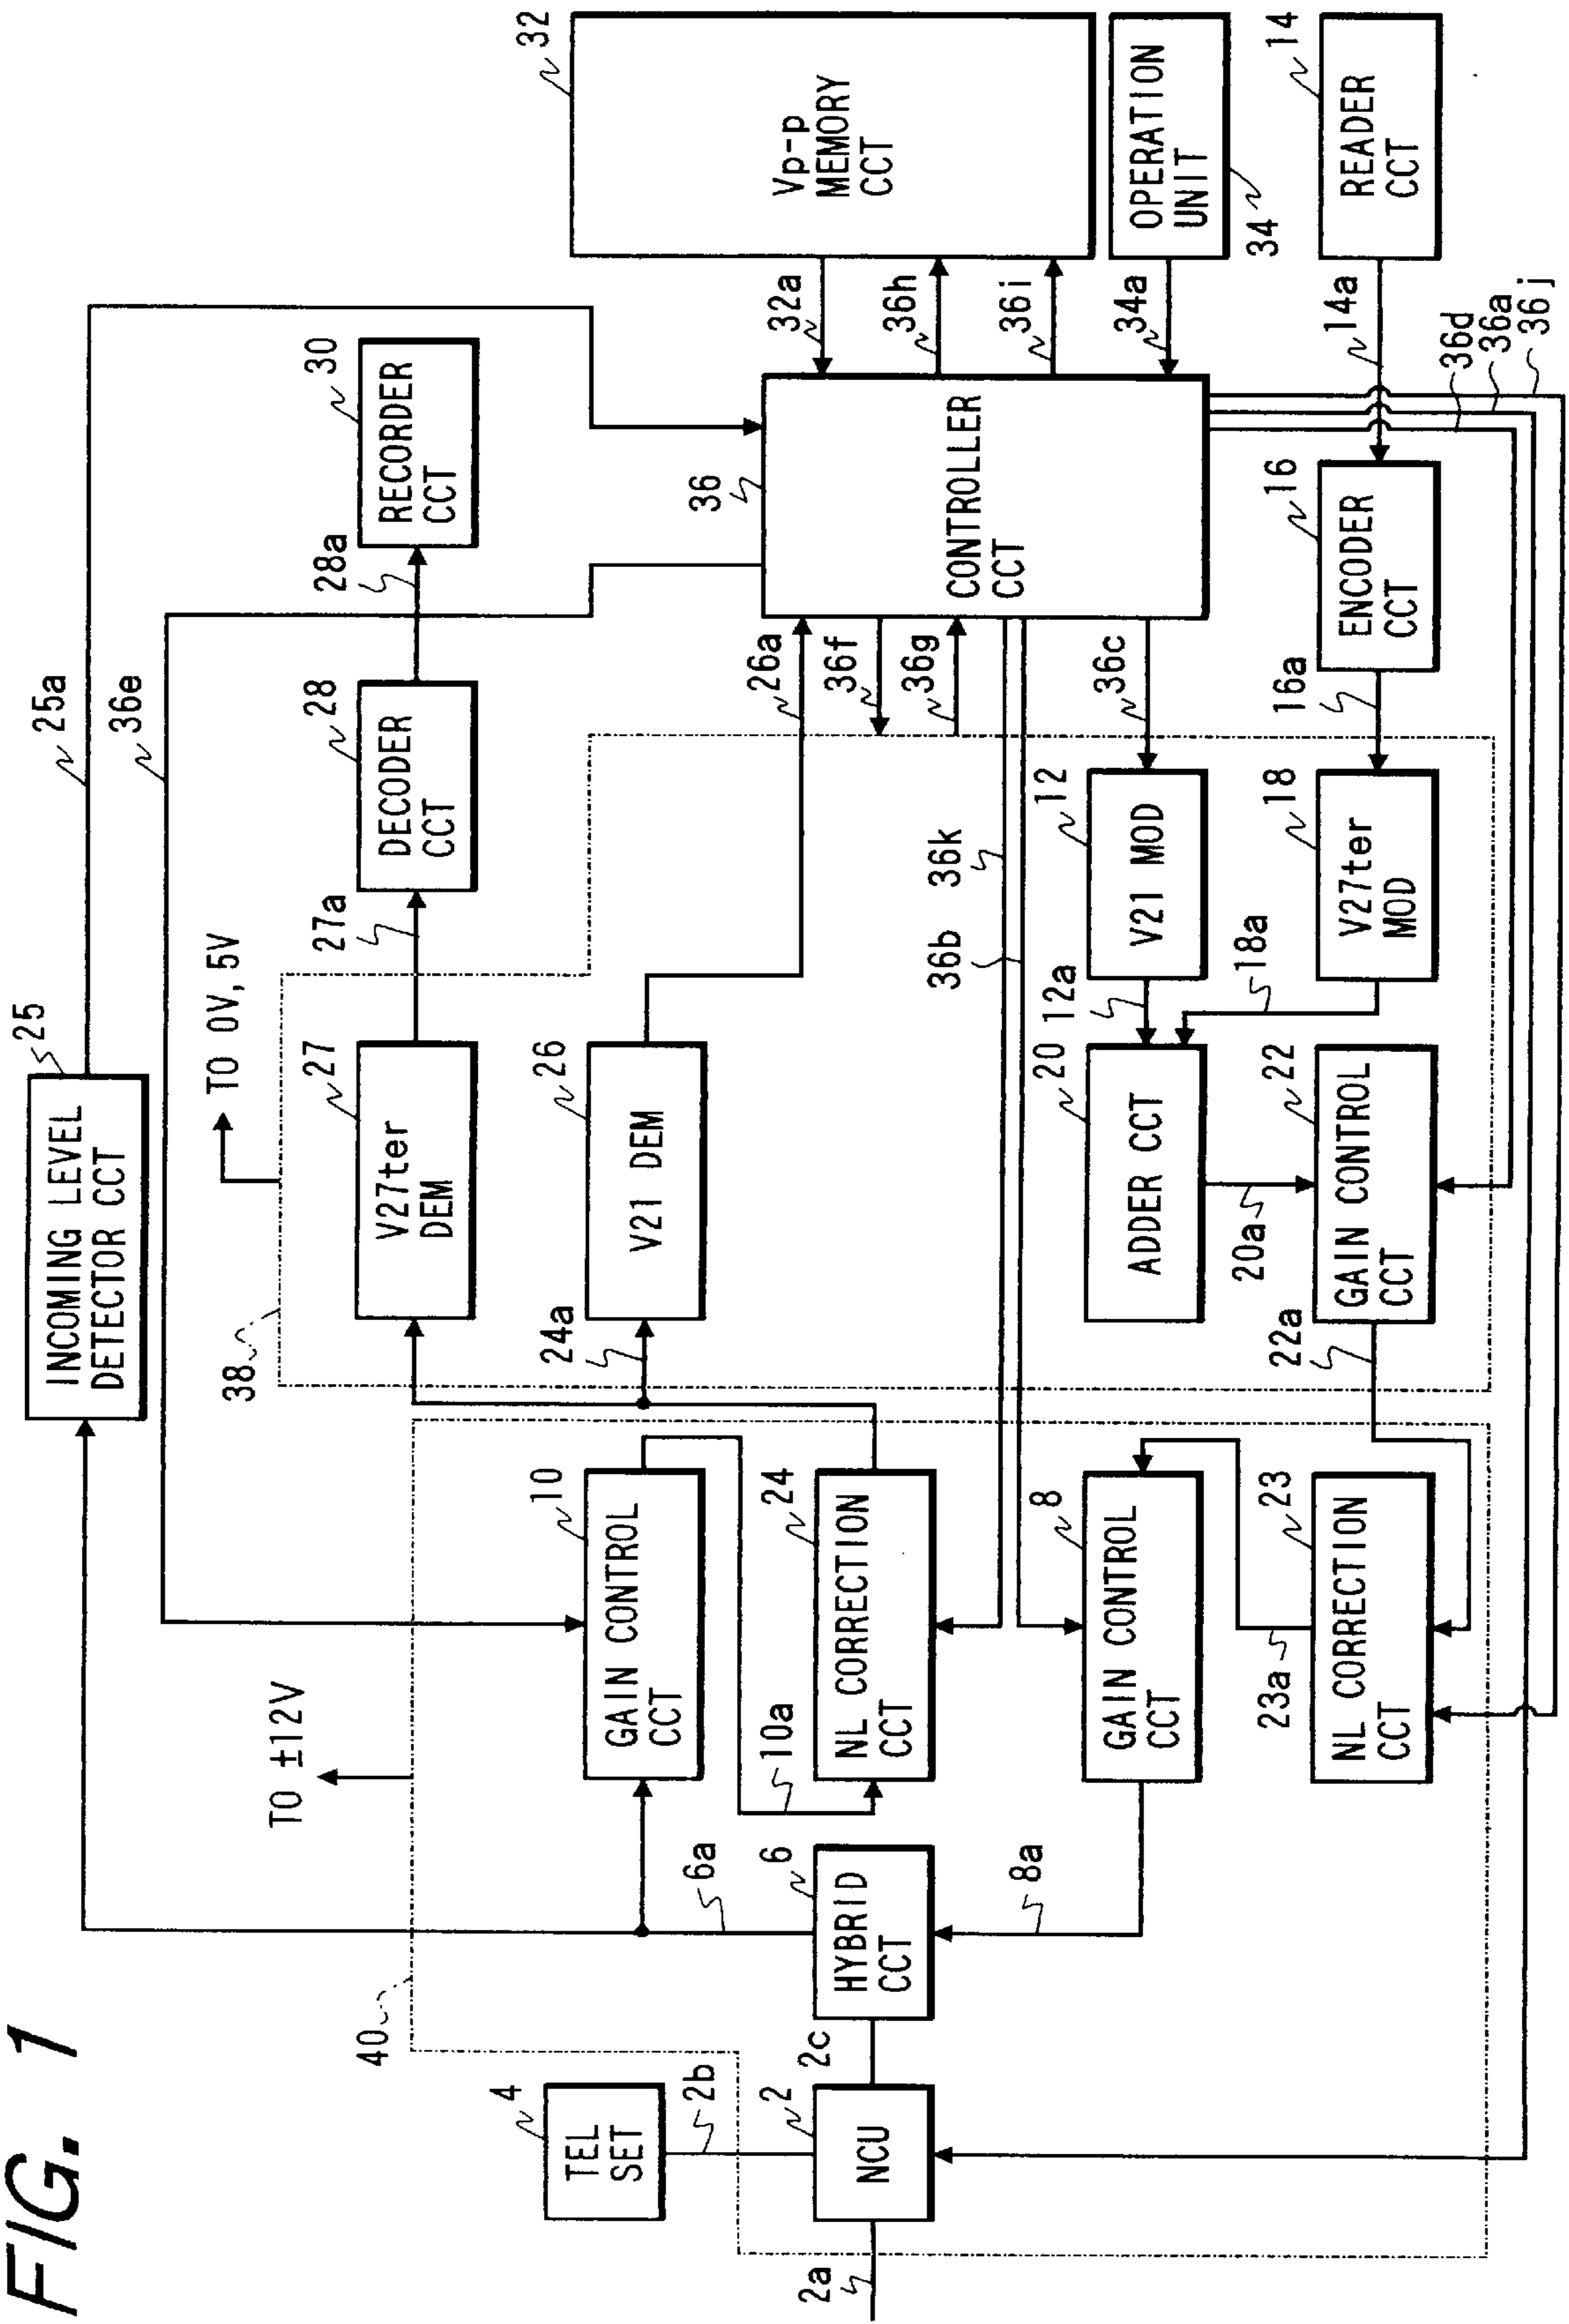 FIG. 1
INCOMING LEVEL
DETECTOR CCT
25
25a
36e
TO ±12V
TO 0V, 5V
40
38
V27ter
DEM
27
27a
DECODER
CCT
28
28a
RECORDER
CCT
30
TEL
SET
4
2b
GAIN CONTROL
CCT
10
10a
V21 DEM
26
24a
26a
6a
Vp-p
MEMORY
CCT
32
32a
36h
36i
2a
NCU
2
2c
HYBRID
CCT
6
NL CORRECTION
CCT
24
36f
36g
36k
36b
CONTROLLER
CCT
36
8a
GAIN CONTROL
CCT
8
ADDER CCT
20
12a
V21 MOD
12
36c
34a
OPERATION
UNIT
34
23a
NL CORRECTION
CCT
23
22a
20a
GAIN CONTROL
CCT
22
18a
V27ter
MOD
18
16a
ENCODER
CCT
16
14a
READER
CCT
14
36d
36a
36j